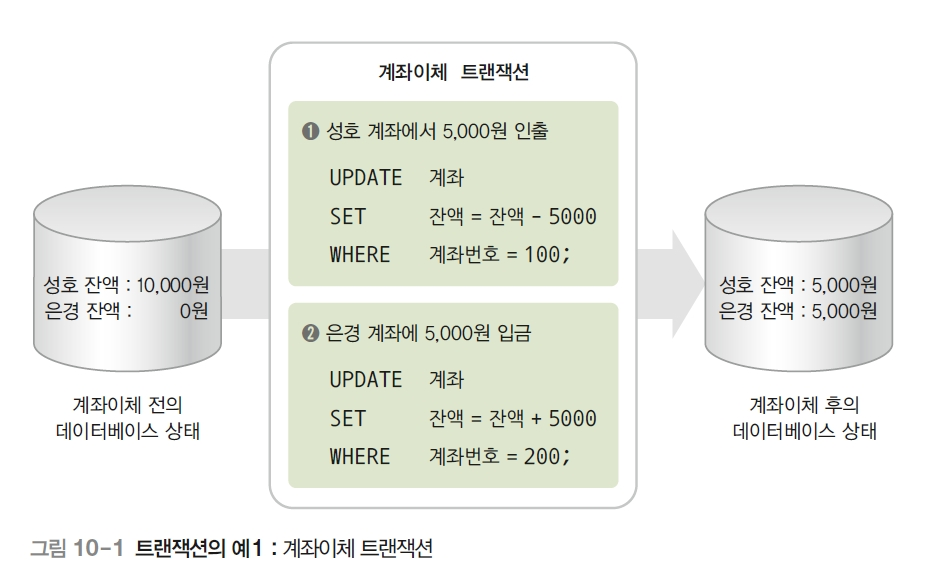 계좌이체 트랜잭션
❶ 성호 계좌에서 5,000원 인출
UPDATE 계좌
SET 잔액 = 잔액 - 5000
WHERE 계좌번호 = 100;
❷ 은경 계좌에 5,000원 입금
UPDATE 계좌
SET 잔액 = 잔액 + 5000
WHERE 계좌번호 = 200;
성호 잔액 : 10,000원
은경 잔액 : 0원
계좌이체 전의
데이터베이스 상태
성호 잔액 : 5,000원
은경 잔액 : 5,000원
계좌이체 후의
데이터베이스 상태
그림 10-1 트랜잭션의 예1 : 계좌이체 트랜잭션